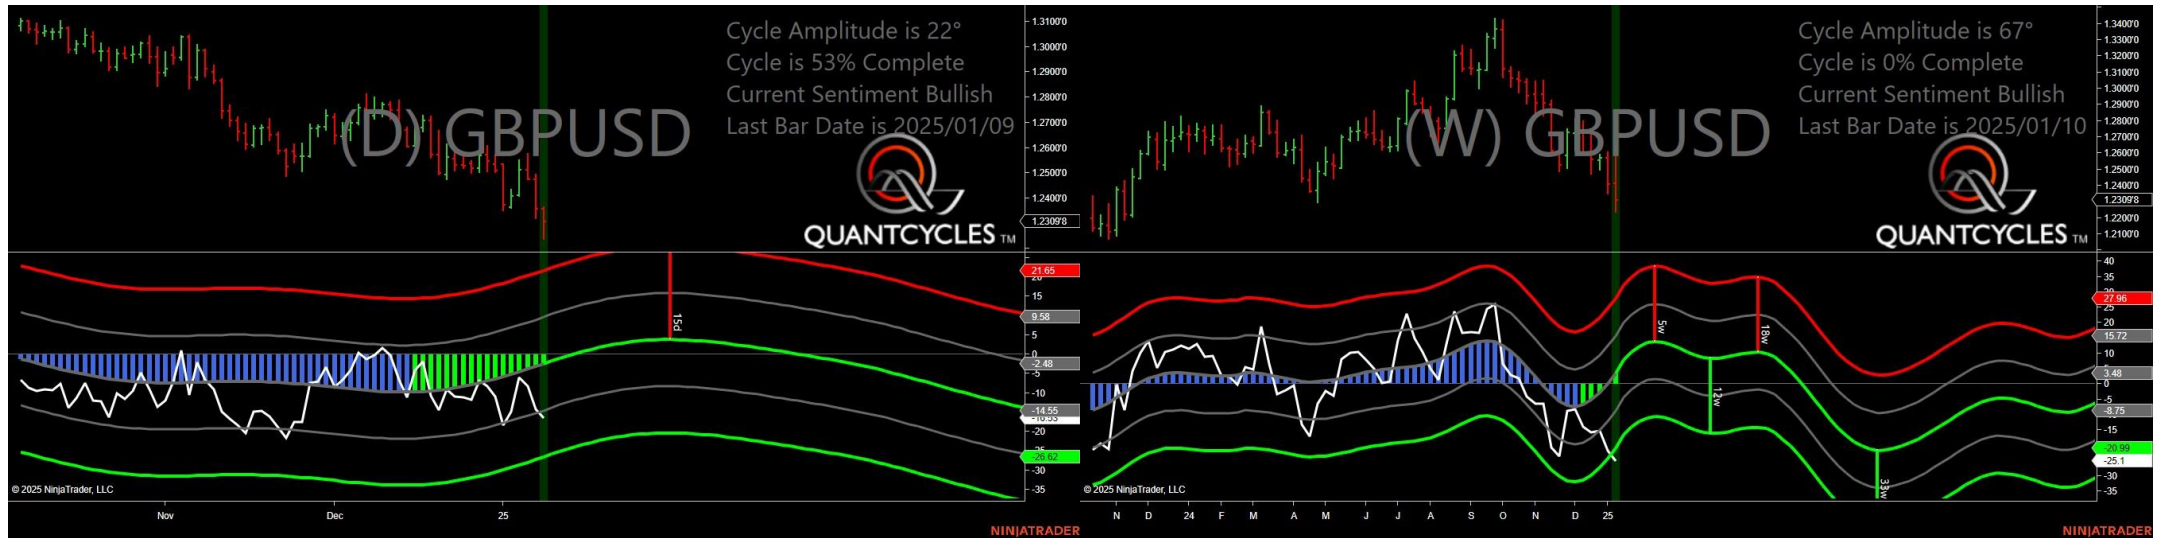 Cycle Amplitude is 22°
Cycle is 53% Complete
Current Sentiment Bullish
Last Bar Date is 2025/01/09
(D) GBPUSD
QUANTCYCLES TM
1.3100'0
1.3000'0
1.2900'0
1.2800'0
1.2700'0
1.2600'0
1.2500'0
1.2400'0
1.2309'8
21.65
15
9.58
5
0
-2.48
-5
-10
-14.55
-20
-26.62
-30
-35
15d
© 2025 NinjaTrader, LLC
Nov
Dec
25
NINJATRADER
Cycle Amplitude is 67°
Cycle is 0% Complete
Current Sentiment Bullish
Last Bar Date is 2025/01/10
(W) GBPUSD
QUANTCYCLES TM
1.3400'0
1.3300'0
1.3200'0
1.3100'0
1.3000'0
1.2900'0
1.2800'0
1.2700'0
1.2600'0
1.2500'0
1.2400'0
1.2309'8
1.2200'0
1.2100'0
40
35
27.96
25
20
15.72
10
3.48
0
-5
-8.75
-15
-20.99
-25.1
-30
-35
5w
18w
12w
33w
© 2025 NinjaTrader, LLC
N D 24 F M A M J J A S O N D 25
NINJATRADER